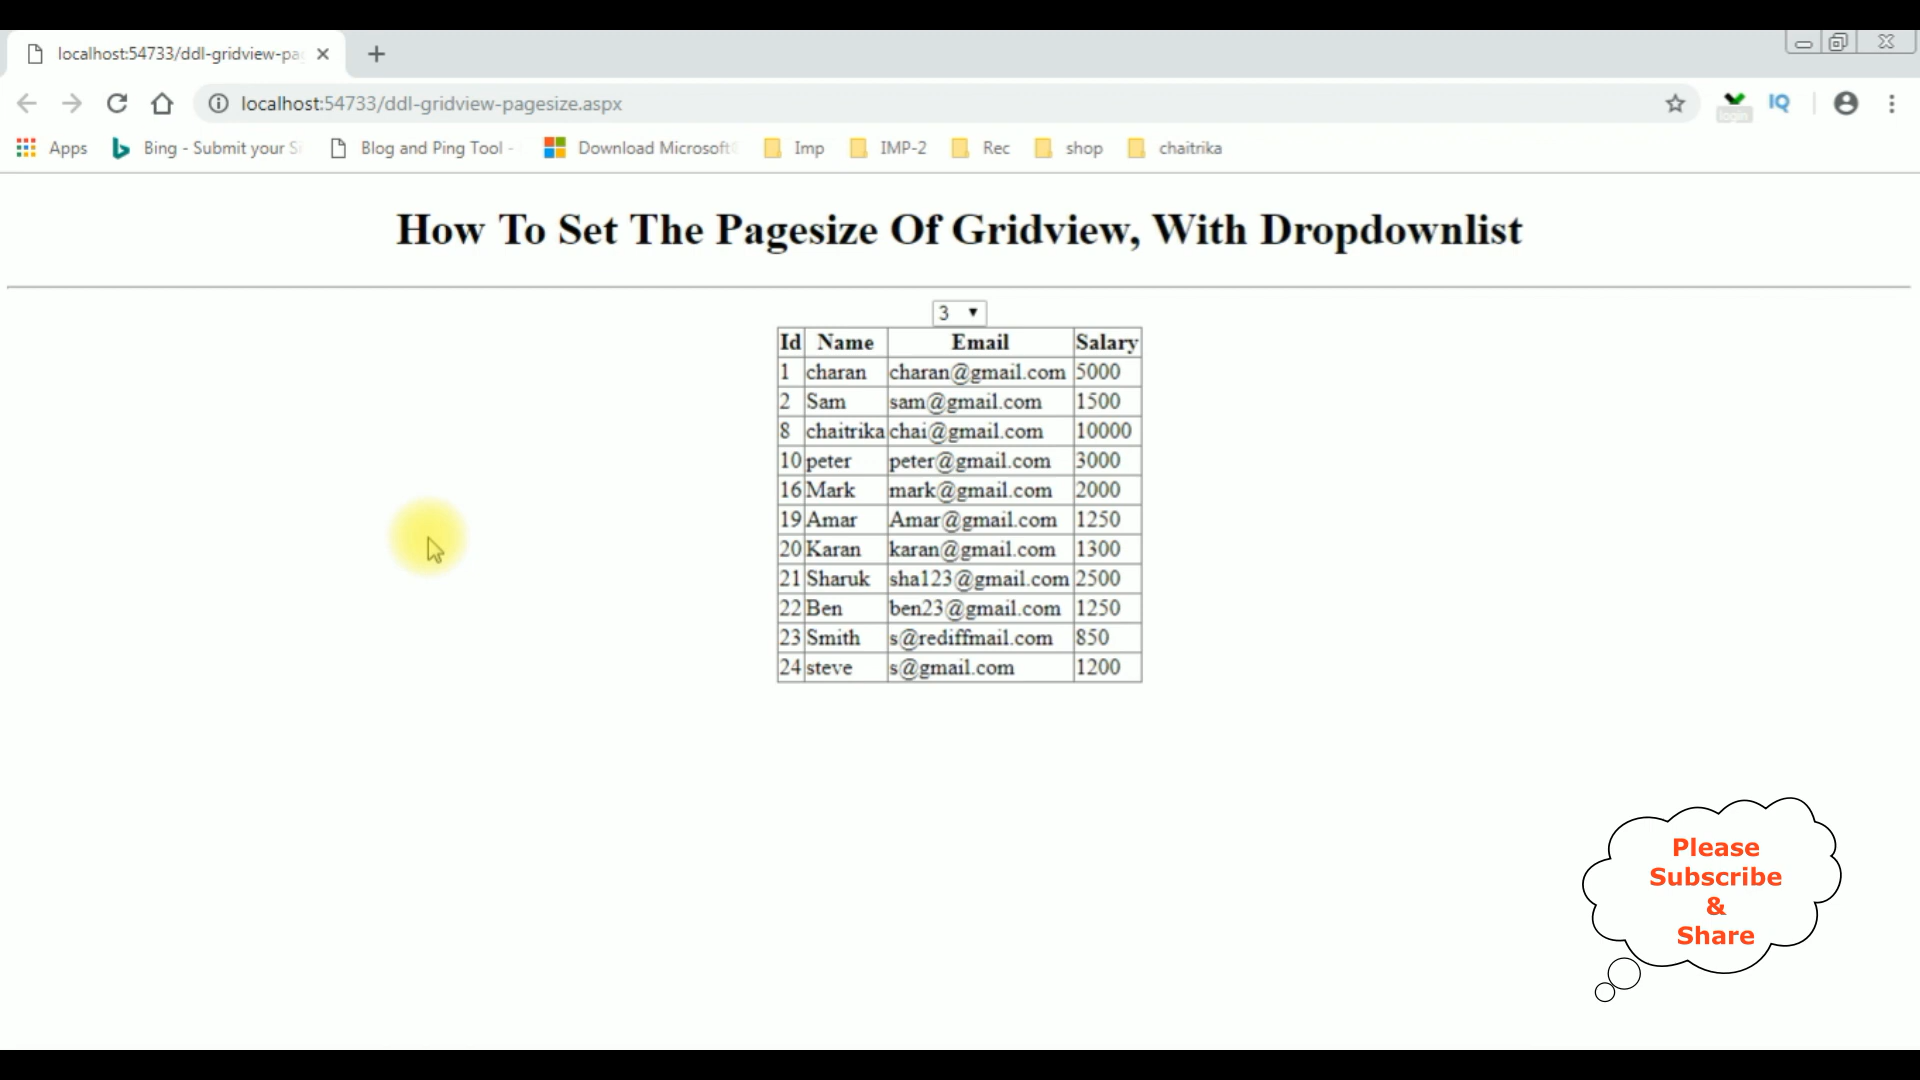 localhost:54733/ddl-gridview-pa
localhost:54733/ddl-gridview-pagesize.aspx
login
IQ
Apps
Bing - Submit your Si
Blog and Ping Tool -
Download Microsoft
Imp
IMP-2
Rec
shop
chaitrika
How To Set The Pagesize Of Gridview, With Dropdownlist
3
Id Name Email Salary
1 charan charan@gmail.com 5000
2 Sam sam@gmail.com 1500
8 chaitrika chai@gmail.com 10000
10 peter peter@gmail.com 3000
16 Mark mark@gmail.com 2000
19 Amar Amar@gmail.com 1250
20 Karan karan@gmail.com 1300
21 Sharuk sha123@gmail.com 2500
22 Ben ben23@gmail.com 1250
23 Smith s@rediffmail.com 850
24 steve s@gmail.com 1200
Please
Subscribe
&
Share